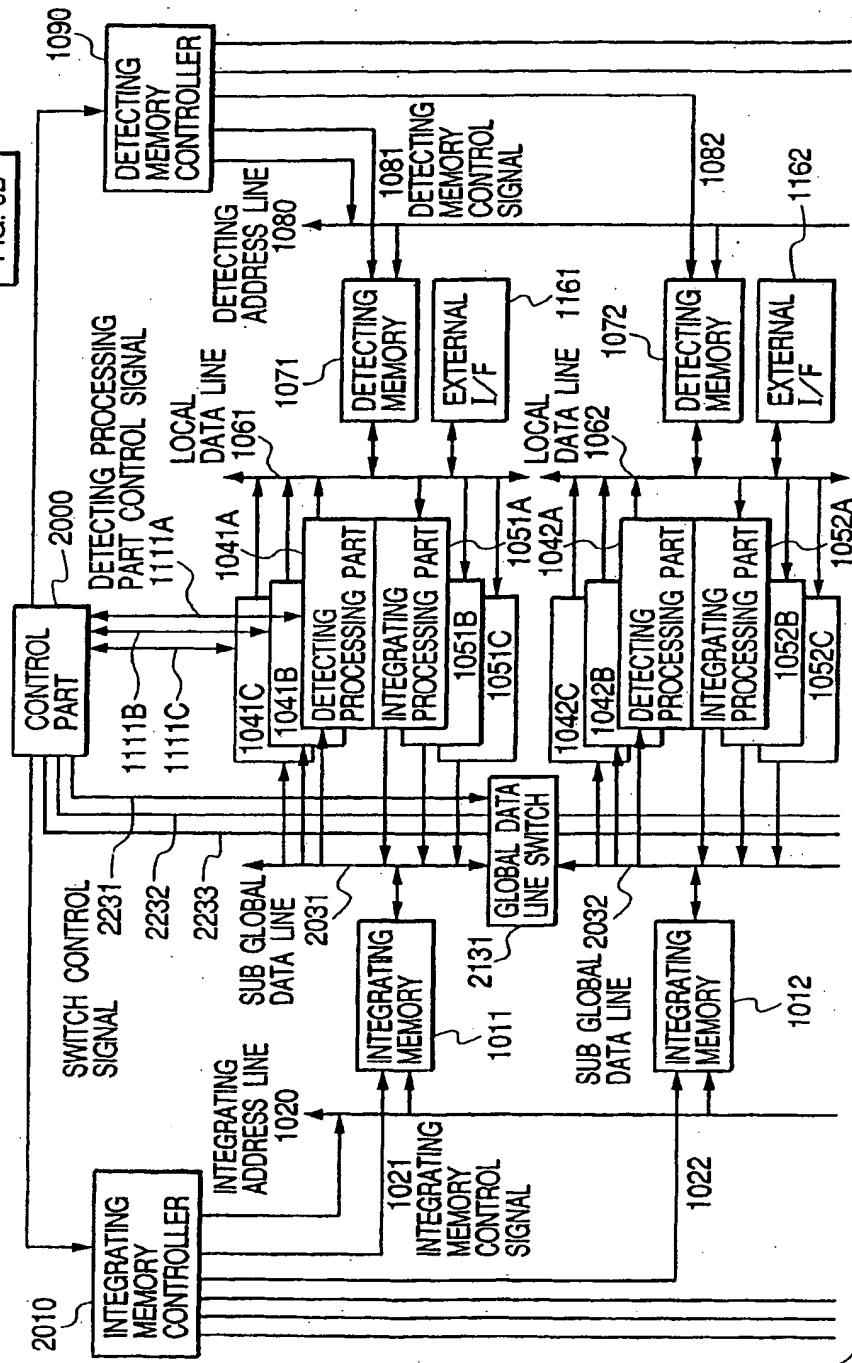 FIG. 6B
1090
DETECTING
MEMORY
CONTROLLER
2000
CONTROL
PART
2010
INTEGRATING
MEMORY
CONTROLLER
DETECTING PROCESSING
PART CONTROL SIGNAL
1111A
1111B
1111C
SWITCH CONTROL
SIGNAL
2231
2232
2233
DETECTING
ADDRESS LINE
1080
1081
DETECTING
MEMORY
CONTROL
SIGNAL
1082
LOCAL
DATA LINE
1061
1071
DETECTING
MEMORY
EXTERNAL
I/F
1161
1041A
1041C
1041B
DETECTING
PROCESSING PART
INTEGRATING
PROCESSING PART
1051A
1051B
1051C
SUB GLOBAL
DATA LINE
2031
INTEGRATING
MEMORY
1011
INTEGRATING
ADDRESS LINE
1020
1021
INTEGRATING
MEMORY
CONTROL
SIGNAL
1022
GLOBAL DATA
LINE SWITCH
2131
LOCAL
DATA LINE
1062
1072
DETECTING
MEMORY
EXTERNAL
I/F
1162
1042A
1042C
1042B
DETECTING
PROCESSING PART
INTEGRATING
PROCESSING PART
1052A
1052B
1052C
SUB GLOBAL
DATA LINE
2032
INTEGRATING
MEMORY
1012